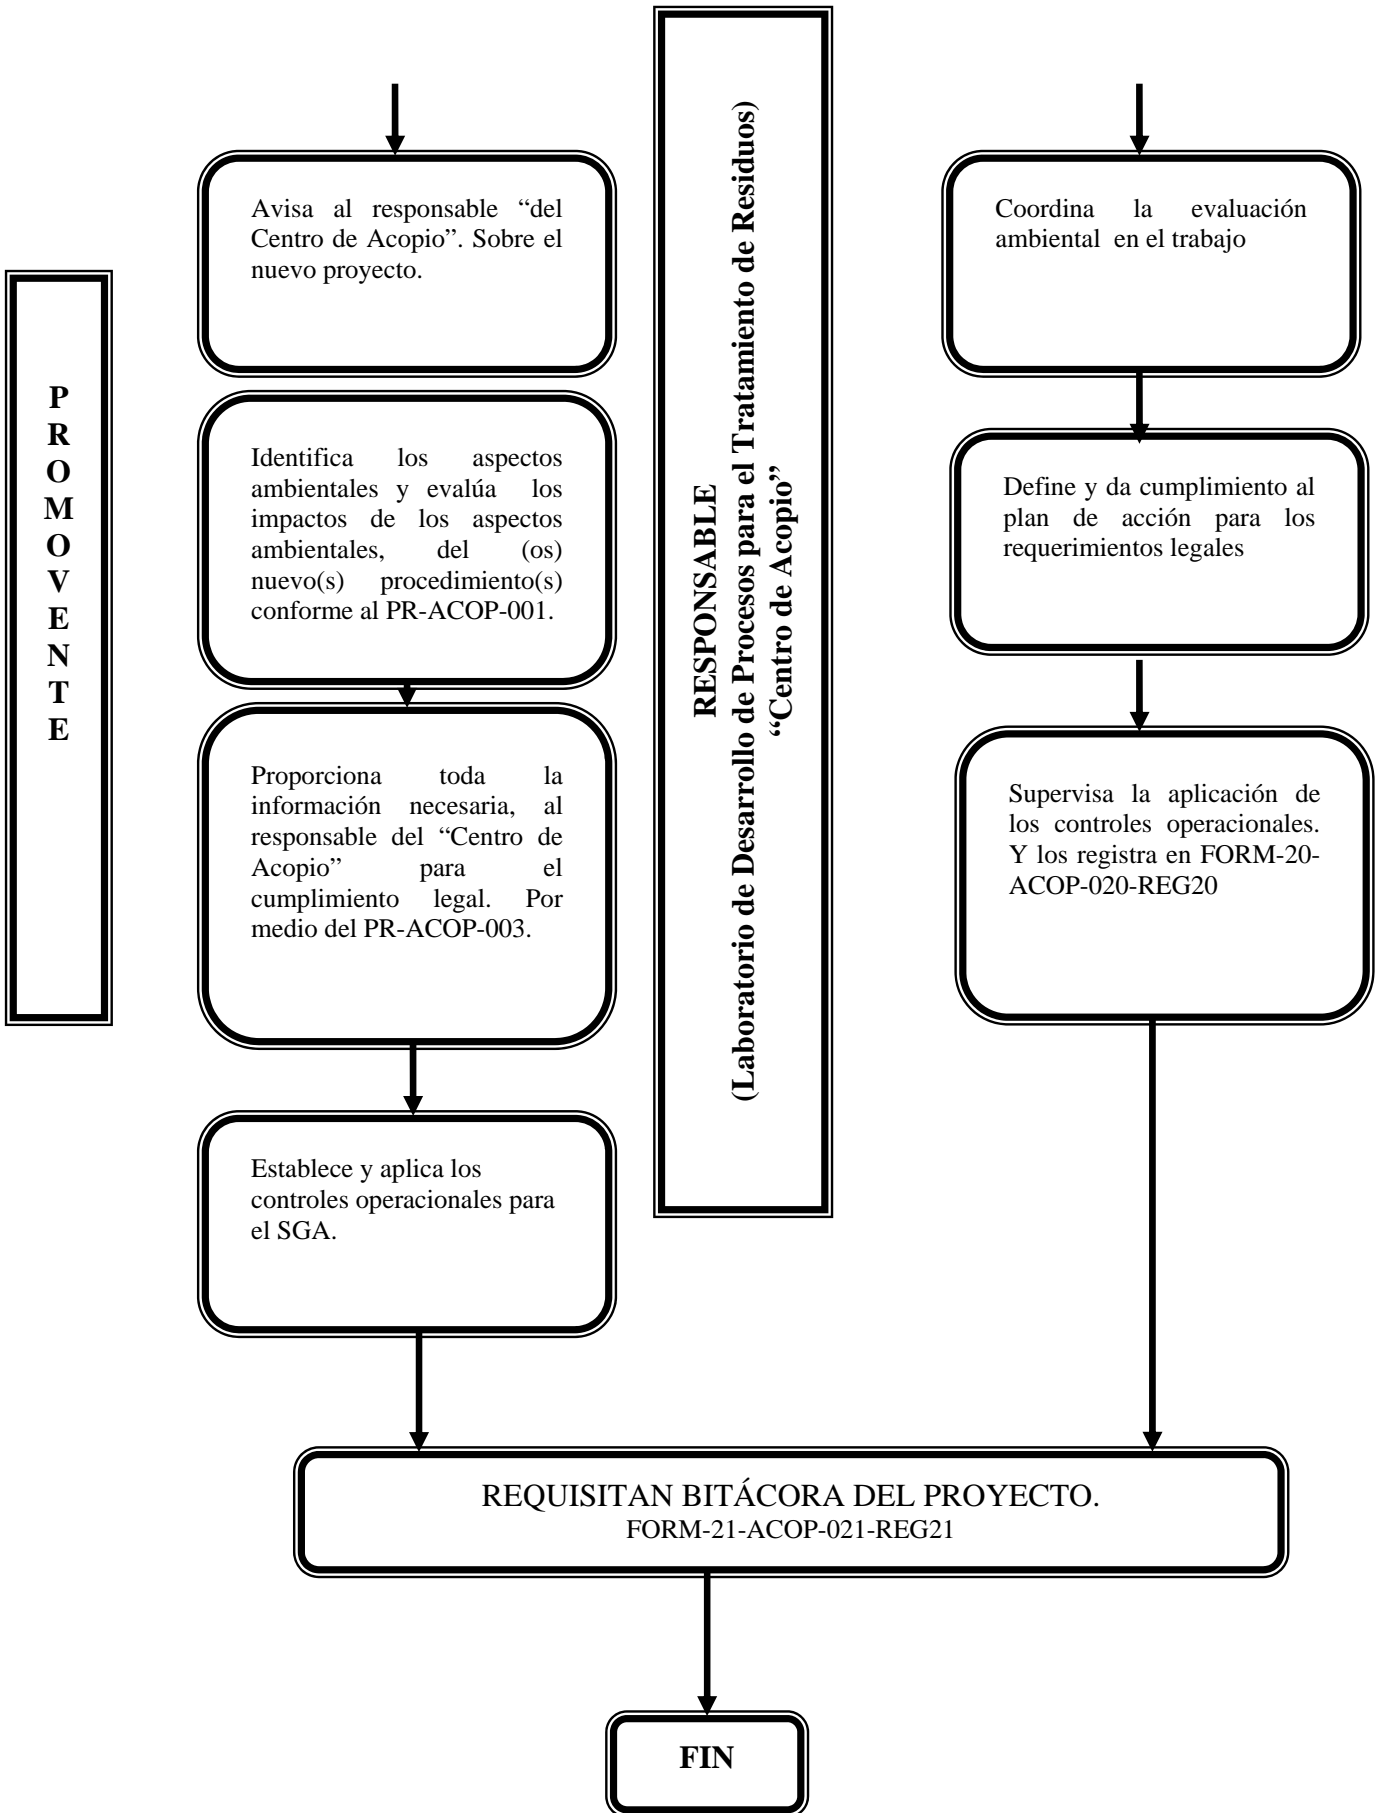 P
R
O
M
O
V
E
N
T
E
Avisa al responsable “del
Centro de Acopio”. Sobre el
nuevo proyecto.
Identifica los aspectos
ambientales y evalúa los
impactos de los aspectos
ambientales, del (os)
nuevo(s) procedimiento(s)
conforme al PR-ACOP-001.
Proporciona toda la
información necesaria, al
responsable del “Centro de
Acopio” para el
cumplimiento legal. Por
medio del PR-ACOP-003.
Establece y aplica los
controles operacionales para
el SGA.
RESPONSABLE
(Laboratorio de Desarrollo de Procesos para el Tratamiento de Residuos)
“Centro de Acopio”
Coordina la evaluación
ambiental en el trabajo
Define y da cumplimiento al
plan de acción para los
requerimientos legales
Supervisa la aplicación de
los controles operacionales.
Y los registra en FORM-20-
ACOP-020-REG20
REQUISITAN BITÁCORA DEL PROYECTO.
FORM-21-ACOP-021-REG21
FIN